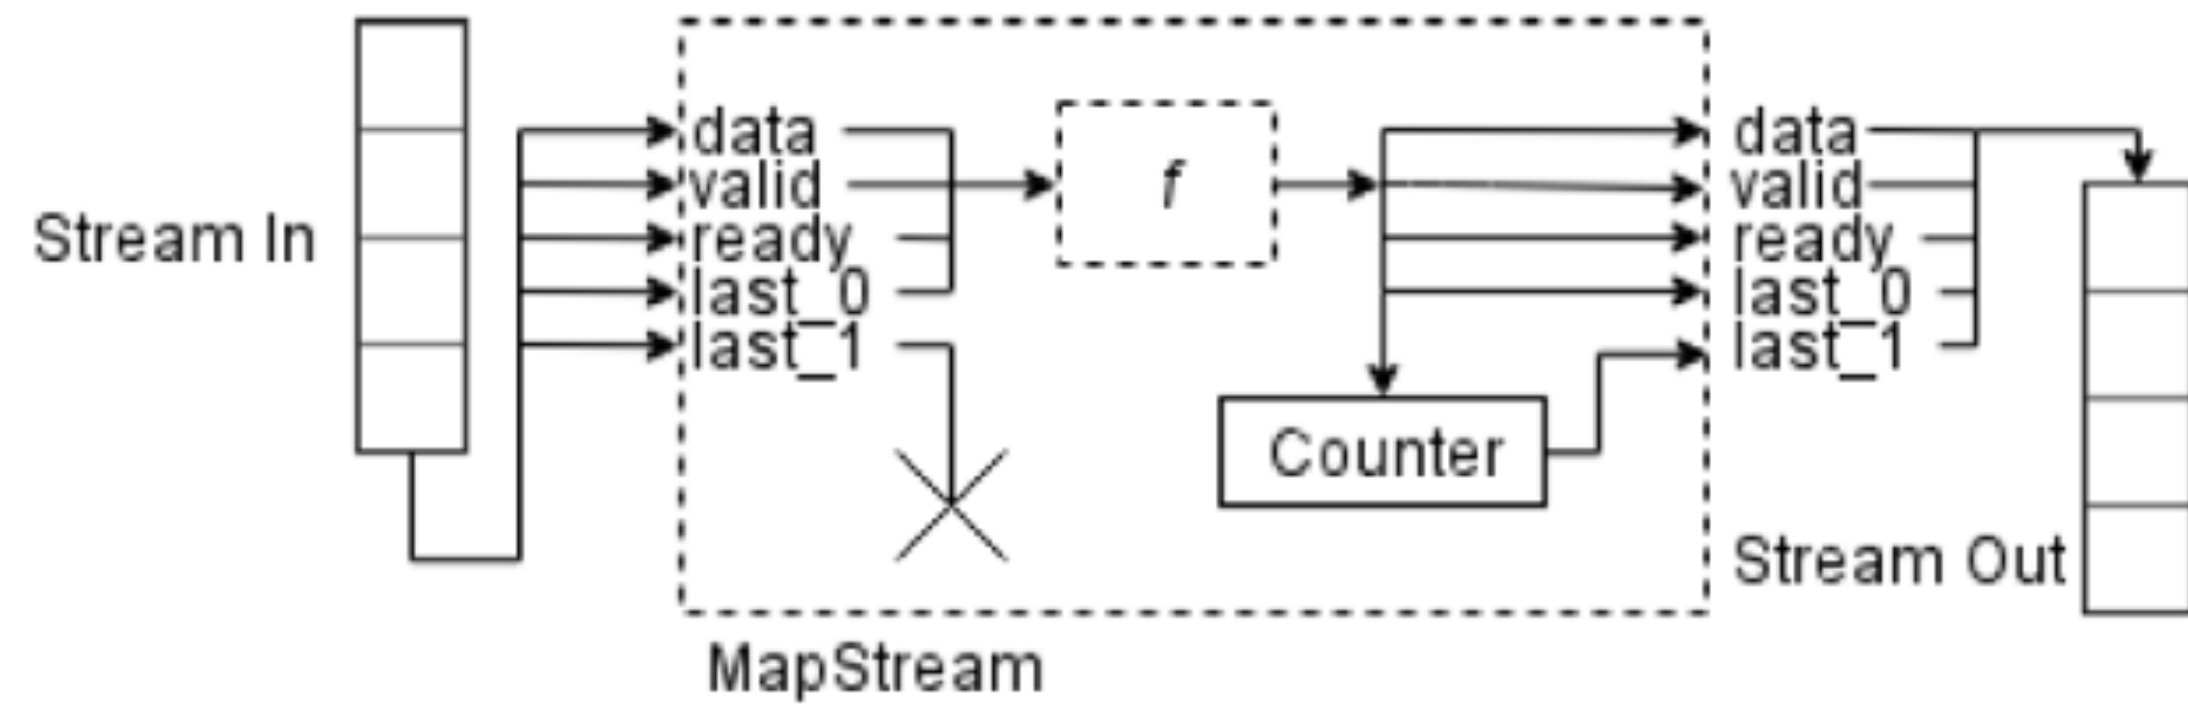 Stream In
data
valid
ready
last_0
last_1
f
Counter
data
valid
ready
last_0
last_1
Stream Out
MapStream